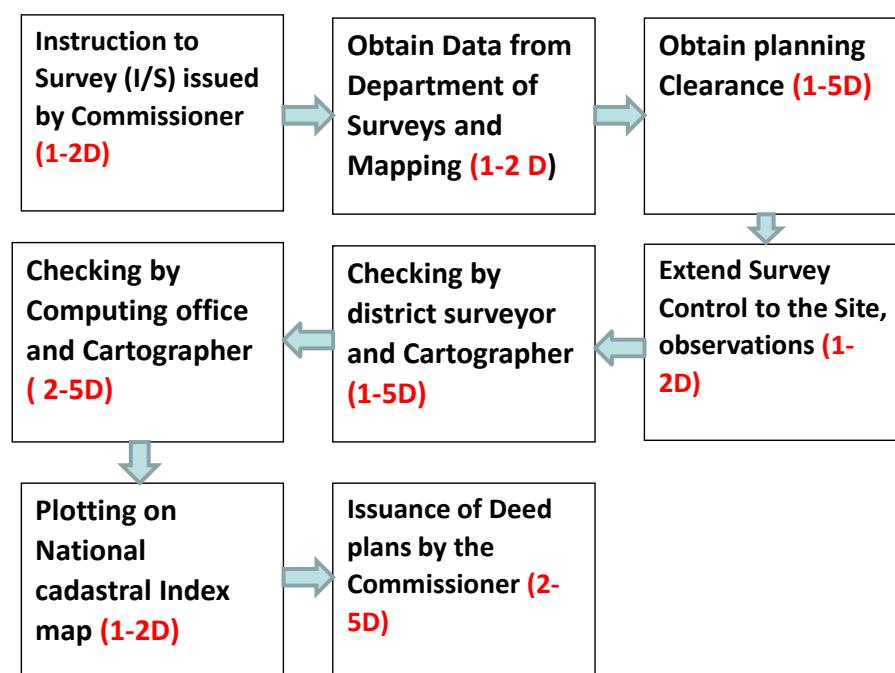 Instruction to
Survey (I/S) issued
by Commissioner
(1-2D)
Obtain Data from
Department of
Surveys and
Mapping (1-2 D)
Obtain planning
Clearance (1-5D)
Extend Survey
Control to the Site,
observations (1-
2D)
Checking by
district surveyor
and Cartographer
(1-5D)
Checking by
Computing office
and Cartographer
( 2-5D)
Plotting on
National
cadastral Index
map (1-2D)
Issuance of Deed
plans by the
Commissioner (2-
5D)